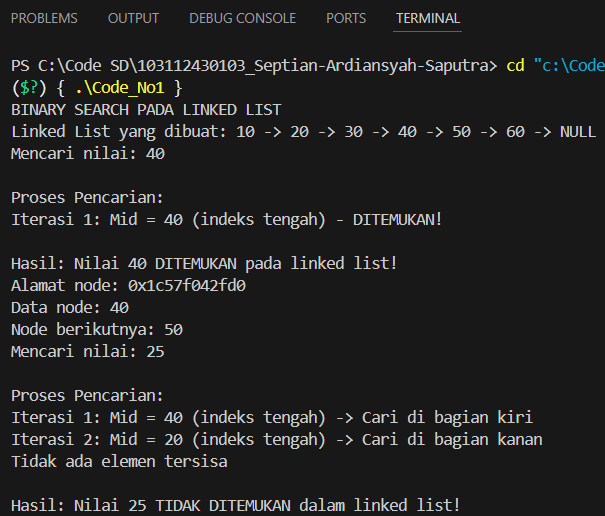 PROBLEMS OUTPUT DEBUG CONSOLE PORTS TERMINAL
PS C:\Code SD\103112430103_Septian-Ardiansyah-Saputra> cd "c:\Code
($?) { .\Code_No1 }
BINARY SEARCH PADA LINKED LIST
Linked List yang dibuat: 10 -> 20 -> 30 -> 40 -> 50 -> 60 -> NULL
Mencari nilai: 40
Proses Pencarian:
Iterasi 1: Mid = 40 (indeks tengah) - DITEMUKAN!
Hasil: Nilai 40 DITEMUKAN pada linked list!
Alamat node: 0x1c57f042fd0
Data node: 40
Node berikutnya: 50
Mencari nilai: 25
Proses Pencarian:
Iterasi 1: Mid = 40 (indeks tengah) -> Cari di bagian kiri
Iterasi 2: Mid = 20 (indeks tengah) -> Cari di bagian kanan
Tidak ada elemen tersisa
Hasil: Nilai 25 TIDAK DITEMUKAN dalam linked list!